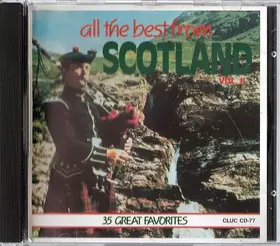 all the best from
SCOTLAND
VOL. II
35 GREAT FAVORITES
CLUC CD-77